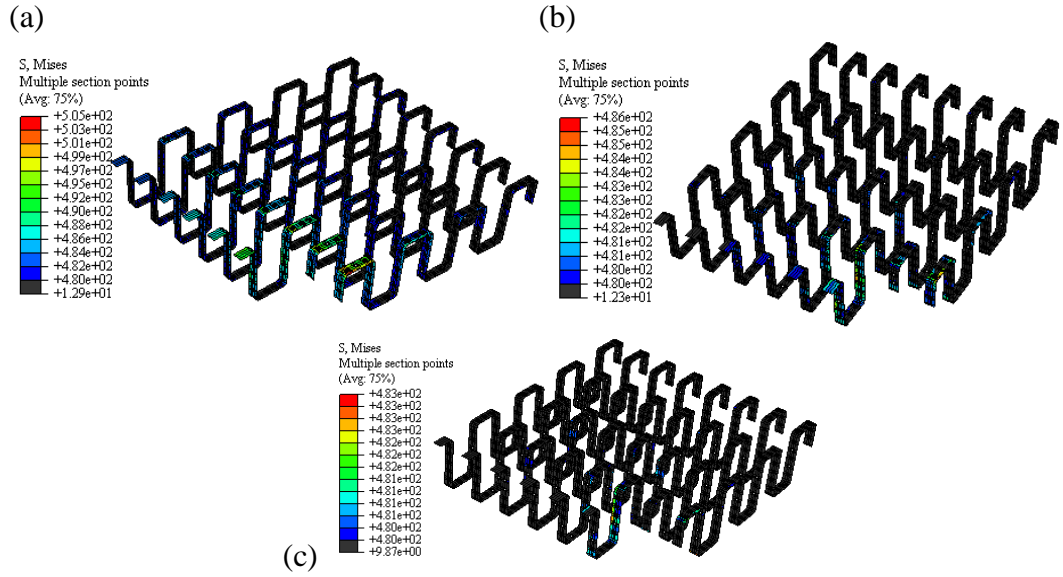 (a)
S, Mises
Multiple section points
(Avg: 75%)
+5.05e+02
+5.03e+02
+5.01e+02
+4.99e+02
+4.97e+02
+4.95e+02
+4.92e+02
+4.90e+02
+4.88e+02
+4.86e+02
+4.84e+02
+4.82e+02
+4.80e+02
+1.29e+01
(b)
S, Mises
Multiple section points
(Avg: 75%)
+4.86e+02
+4.85e+02
+4.85e+02
+4.84e+02
+4.84e+02
+4.83e+02
+4.83e+02
+4.82e+02
+4.82e+02
+4.81e+02
+4.81e+02
+4.80e+02
+4.80e+02
+1.23e+01
S, Mises
Multiple section points
(Avg: 75%)
+4.83e+02
+4.83e+02
+4.83e+02
+4.82e+02
+4.82e+02
+4.82e+02
+4.81e+02
+4.81e+02
+4.81e+02
+4.80e+02
+4.80e+02
+9.87e+00
(c)